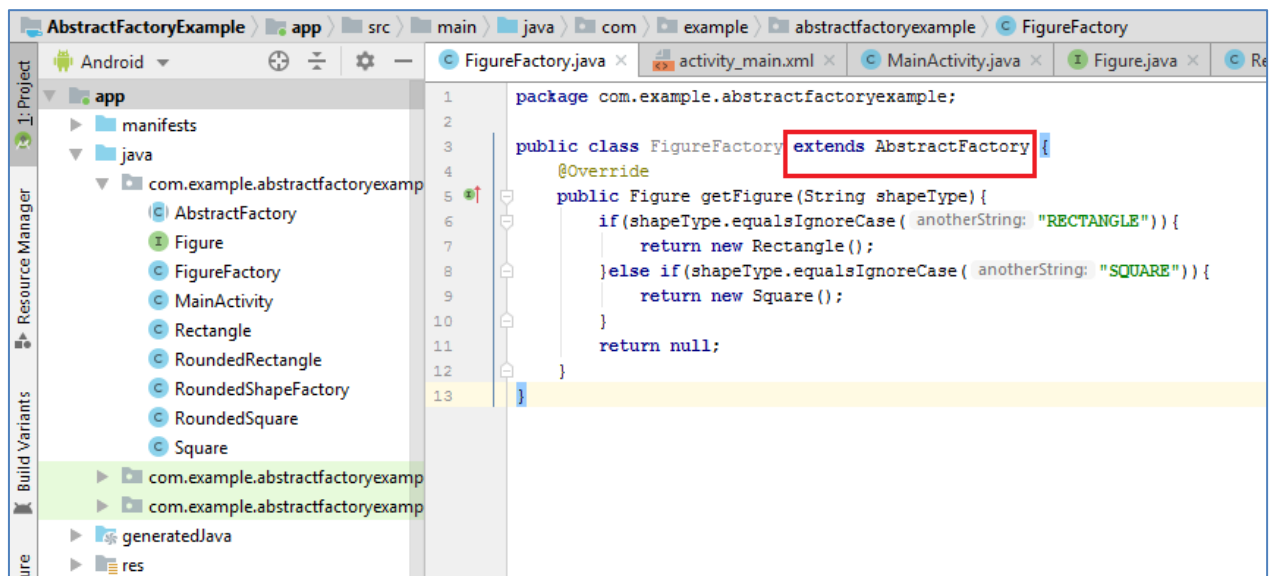 AbstractFactoryExample app src main java com example abstractfactoryexample C FigureFactory
1: Project
Resource Manager
Build Variants
Android
app
manifests
java
com.example.abstractfactoryexamp
C AbstractFactory
I Figure
C FigureFactory
C MainActivity
C Rectangle
C RoundedRectangle
C RoundedShapeFactory
C RoundedSquare
C Square
com.example.abstractfactoryexamp
com.example.abstractfactoryexamp
generatedJava
res
C FigureFactory.java × activity_main.xml × C MainActivity.java × I Figure.java × C Re
1 package com.example.abstractfactoryexample;
2
3 public class FigureFactory extends AbstractFactory {
4 @Override
5 public Figure getFigure(String shapeType){
6 if(shapeType.equalsIgnoreCase( anotherString: "RECTANGLE")){
7 return new Rectangle();
8 }else if(shapeType.equalsIgnoreCase( anotherString: "SQUARE")){
9 return new Square();
10 }
11 return null;
12 }
13 }